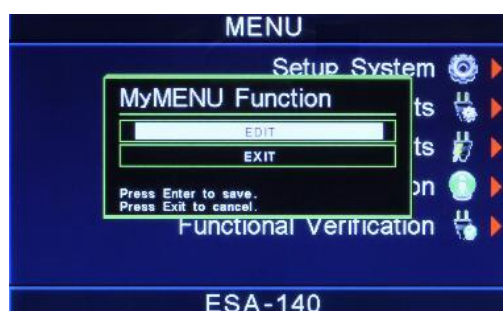 MENU
Setup System
MyMENU Function
ts
EDIT
ts
EXIT
on
Press Enter to save.
Press Exit to cancel.
Functional Verification
ESA-140